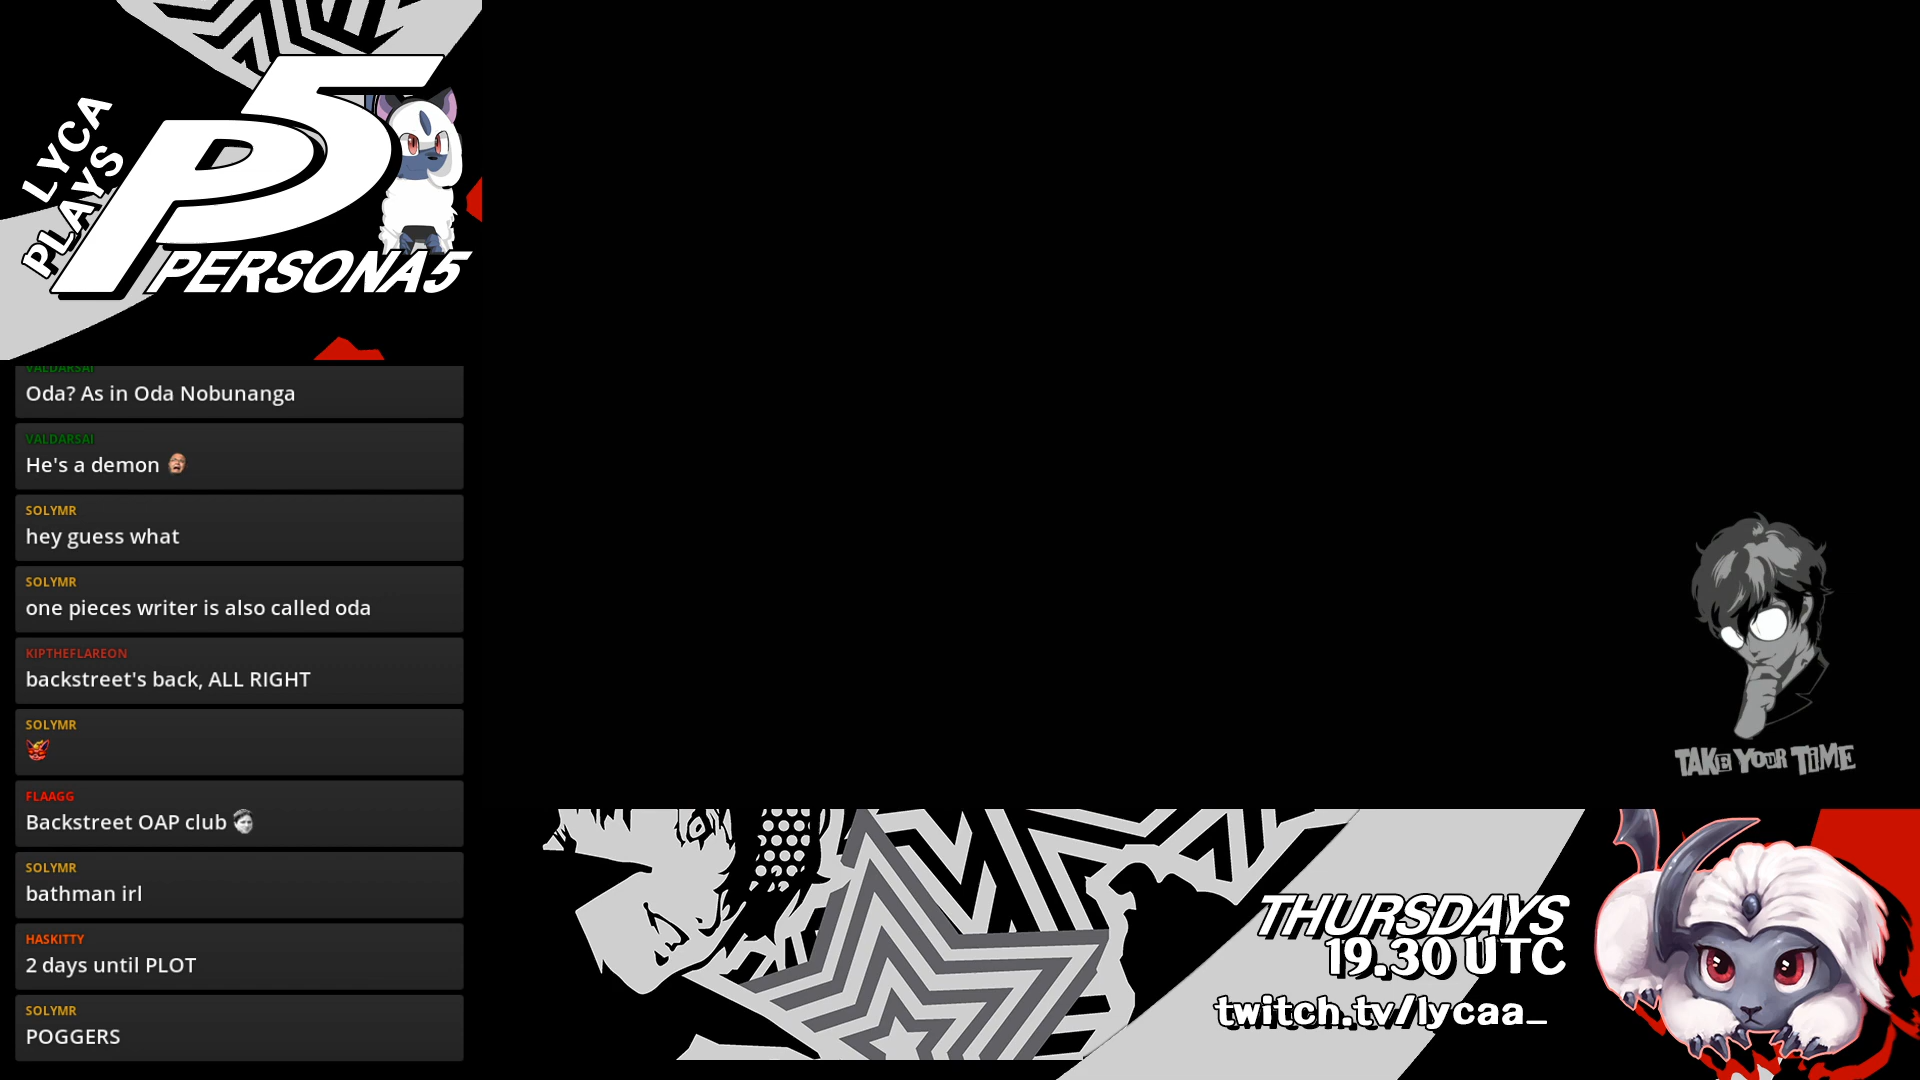 LYCA
PLAYS
P5
PERSONA5
VALDARSAI
Oda? As in Oda Nobunanga
VALDARSAI
He's a demon
SOLYMR
hey guess what
SOLYMR
one pieces writer is also called oda
KIPTHEFLAREON
backstreet's back, ALL RIGHT
SOLYMR
FLAAGG
Backstreet OAP club
SOLYMR
bathman irl
HASKITTY
2 days until PLOT
SOLYMR
POGGERS
TAKE YOUR TIME
THURSDAYS
19.30 UTC
twitch.tv/lycaa_